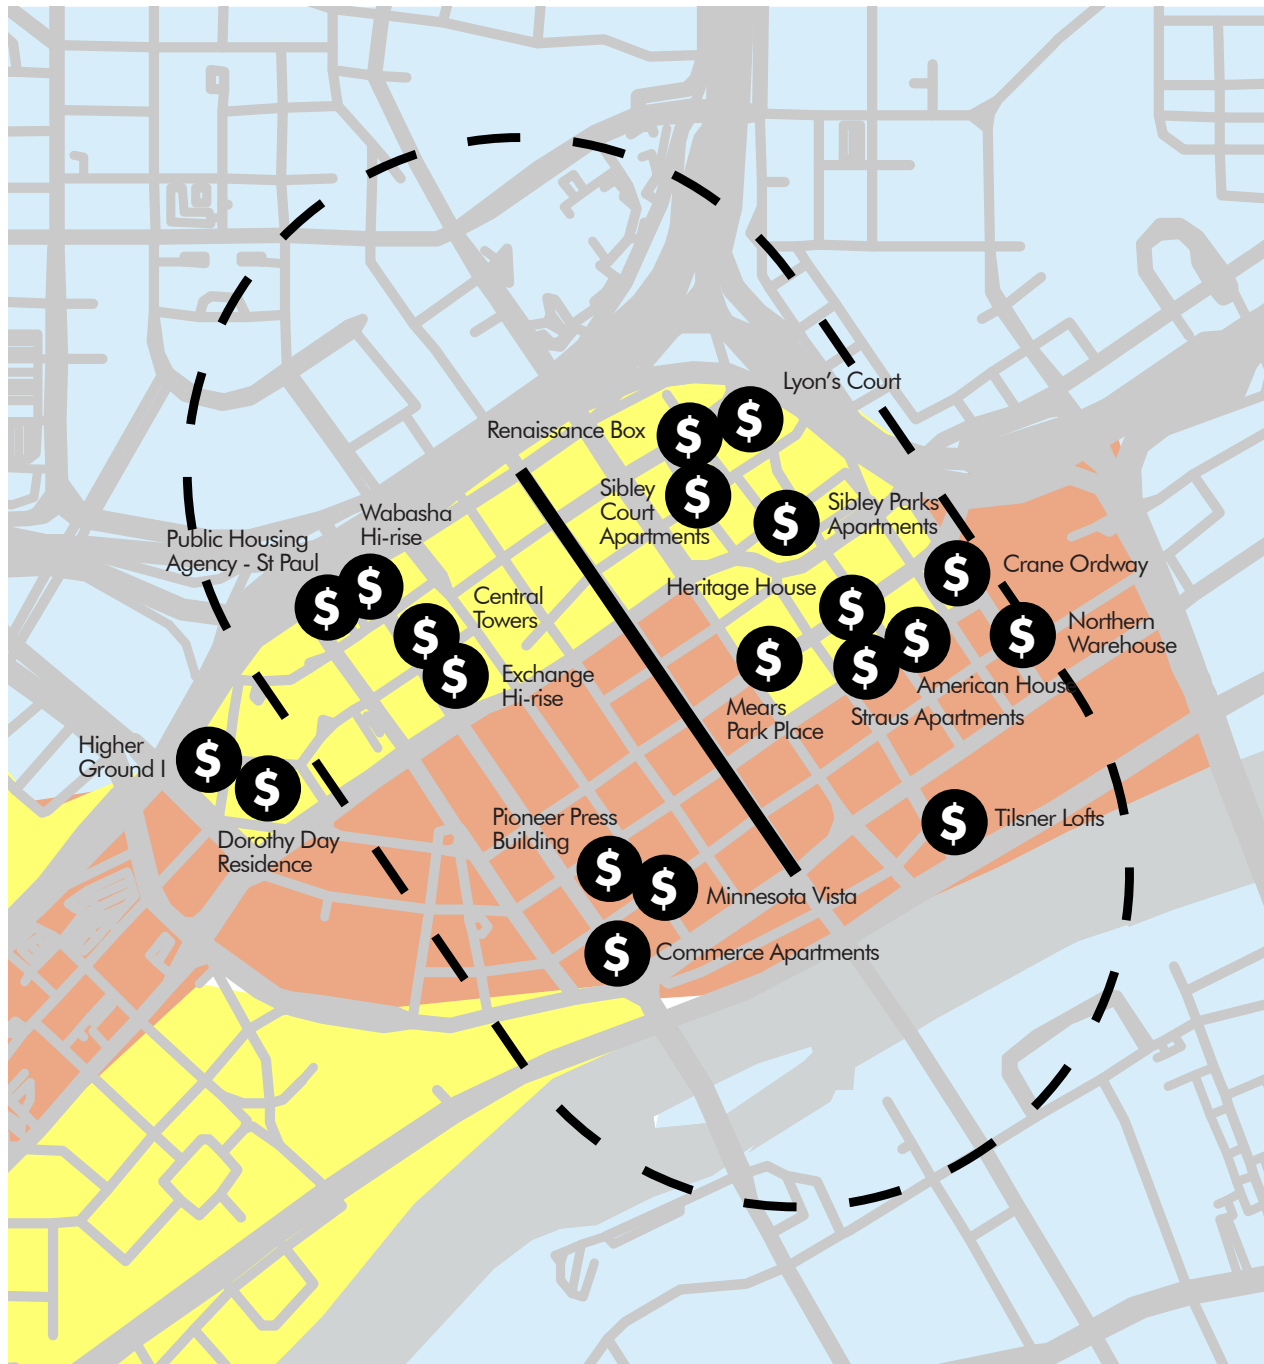 Lyon's Court
$
$
Renaissance Box
Sibley
Court
Apartments
$
Sibley Parks
Apartments
$
Wabasha
Hi-rise
Public Housing
Agency - St Paul
$
$
Crane Ordway
$
Heritage House
$
Central
Towers
$
Northern
Warehouse
$
$
American House
$
Straus Apartments
$
Mears
Park Place
$
Exchange
Hi-rise
Higher
Ground I
$
$
Dorothy Day
Residence
Pioneer Press
Building
$
$
Minnesota Vista
$
Tilsner Lofts
$
Commerce Apartments